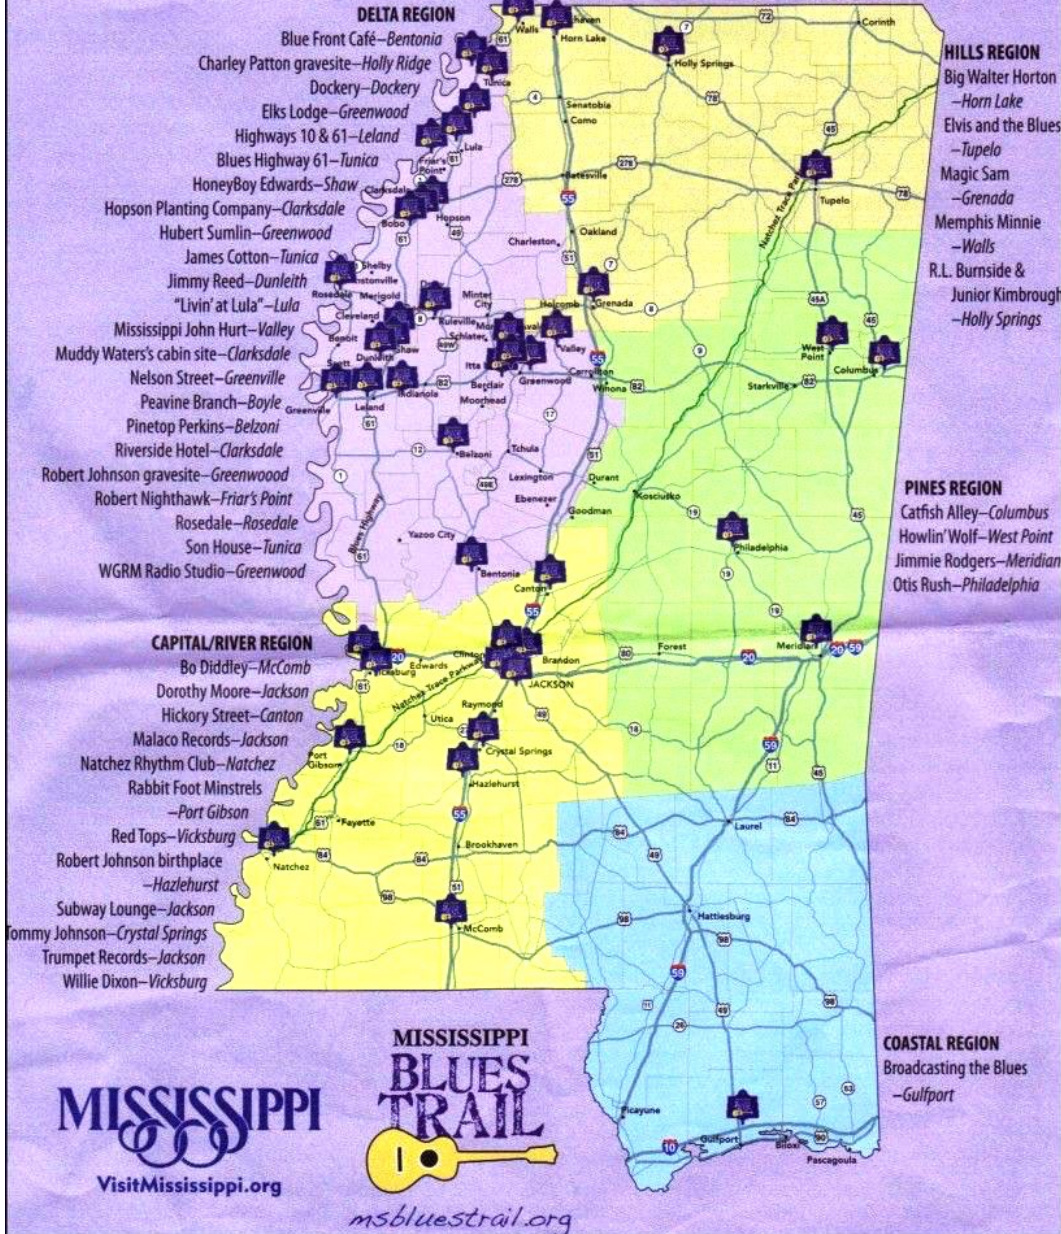 DELTA REGION
Blue Front Café–Bentonia
Charley Patton gravesite–Holly Ridge
Dockery–Dockery
Elks Lodge–Greenwood
Highways 10 & 61–Leland
Blues Highway 61–Tunica
HoneyBoy Edwards–Shaw
Hopson Planting Company–Clarksdale
Hubert Sumlin–Greenwood
James Cotton–Tunica
Jimmy Reed–Dunleith
"Livin' at Lula"–Lula
Mississippi John Hurt–Valley
Muddy Waters's cabin site–Clarksdale
Nelson Street–Greenville
Peavine Branch–Boyle
Pinetop Perkins–Belzoni
Riverside Hotel–Clarksdale
Robert Johnson gravesite–Greenwoood
Robert Nighthawk–Friar's Point
Rosedale–Rosedale
Son House–Tunica
WGRM Radio Studio–Greenwood
CAPITAL/RIVER REGION
Bo Diddley–McComb
Dorothy Moore–Jackson
Hickory Street–Canton
Malaco Records–Jackson
Natchez Rhythm Club–Natchez
Rabbit Foot Minstrels
–Port Gibson
Red Tops–Vicksburg
Robert Johnson birthplace
–Hazlehurst
Subway Lounge–Jackson
Tommy Johnson–Crystal Springs
Trumpet Records–Jackson
Willie Dixon–Vicksburg
HILLS REGION
Big Walter Horton
–Horn Lake
Elvis and the Blues
–Tupelo
Magic Sam
–Grenada
Memphis Minnie
–Walls
R.L. Burnside &
Junior Kimbrough
–Holly Springs
PINES REGION
Catfish Alley–Columbus
Howlin' Wolf–West Point
Jimmie Rodgers–Meridian
Otis Rush–Philadelphia
COASTAL REGION
Broadcasting the Blues
–Gulfport
Walls
Horn Lake
Corinth
Holly Springs
Tunica
Senatobia
Como
Lula
Friar's
Point
Batesville
Clarksdale
Tupelo
Bobo
Hopson
Oakland
Charleston
Natchez Trace
Shelby
Rosedale
Merigold
Minter
City
Holcomb
Grenada
Cleveland
Ruleville
Benoit
Schlater
Valley
Shaw
Dunleith
Scott
Itta
Berclair
Greenwood
Carrollton
Winona
West
Point
Columbus
Starkville
Greenville
Leland
Indianola
Moorhead
Belzoni
Tchula
Lexington
Durant
Ebenezer
Goodman
Kosciusko
Blues Highway
Yazoo City
Philadelphia
Bentonia
Canton
Clinton
Edwards
Brandon
JACKSON
Forest
Meridian
Natchez Trace Parkway
Raymond
Utica
Crystal Springs
Port
Gibson
Hazlehurst
Fayette
Laurel
Brookhaven
Natchez
McComb
Hattiesburg
Picayune
Gulfport
Biloxi
Pascagoula
MISSISSIPPI
VisitMississippi.org
MISSISSIPPI
BLUES
TRAIL
msbluestrail.org